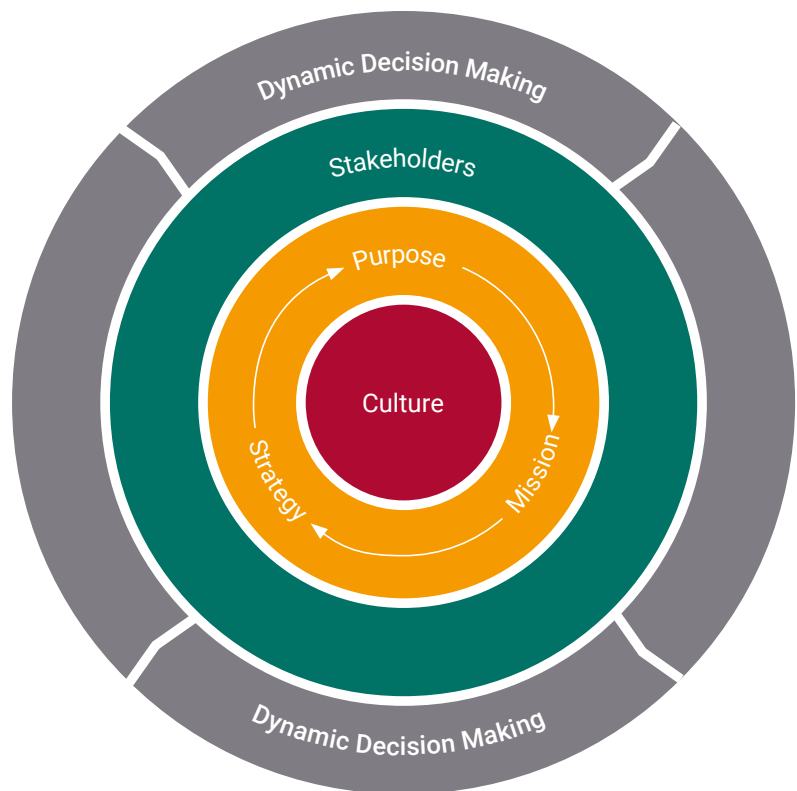 Dynamic Decision Making
Stakeholders
Purpose
Culture
Mission
Strategy
Dynamic Decision Making